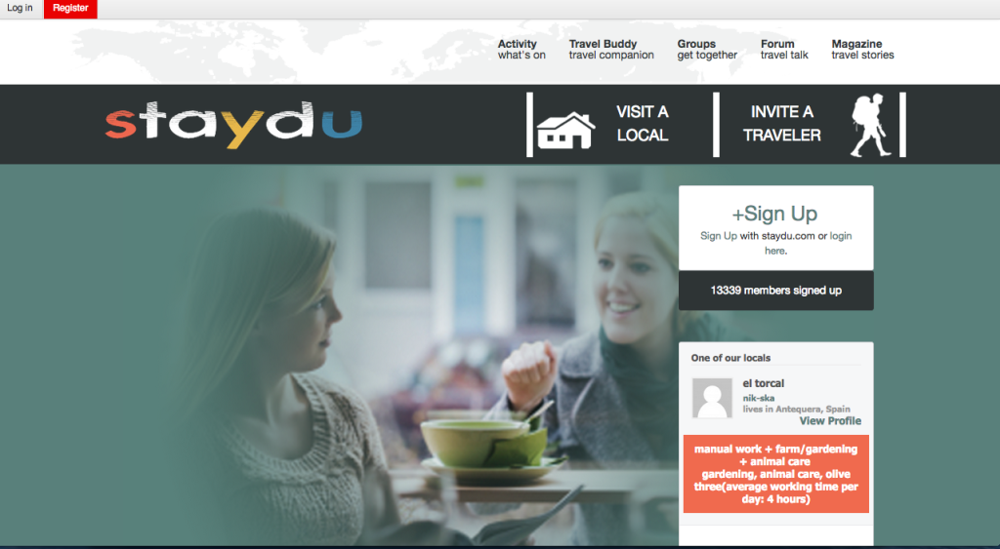 Log in Register
Activity Travel Buddy Groups Forum Magazine
what's on travel companion get together travel talk travel stories
staydu
VISIT A
LOCAL
INVITE A
TRAVELER
+Sign Up
Sign Up with staydu.com or login
here.
13339 members signed up
One of our locals
el torcal
nik-ska
lives in Antequera, Spain
View Profile
manual work + farm/gardening
+ animal care
gardening, animal care, olive
three(average working time per
day: 4 hours)